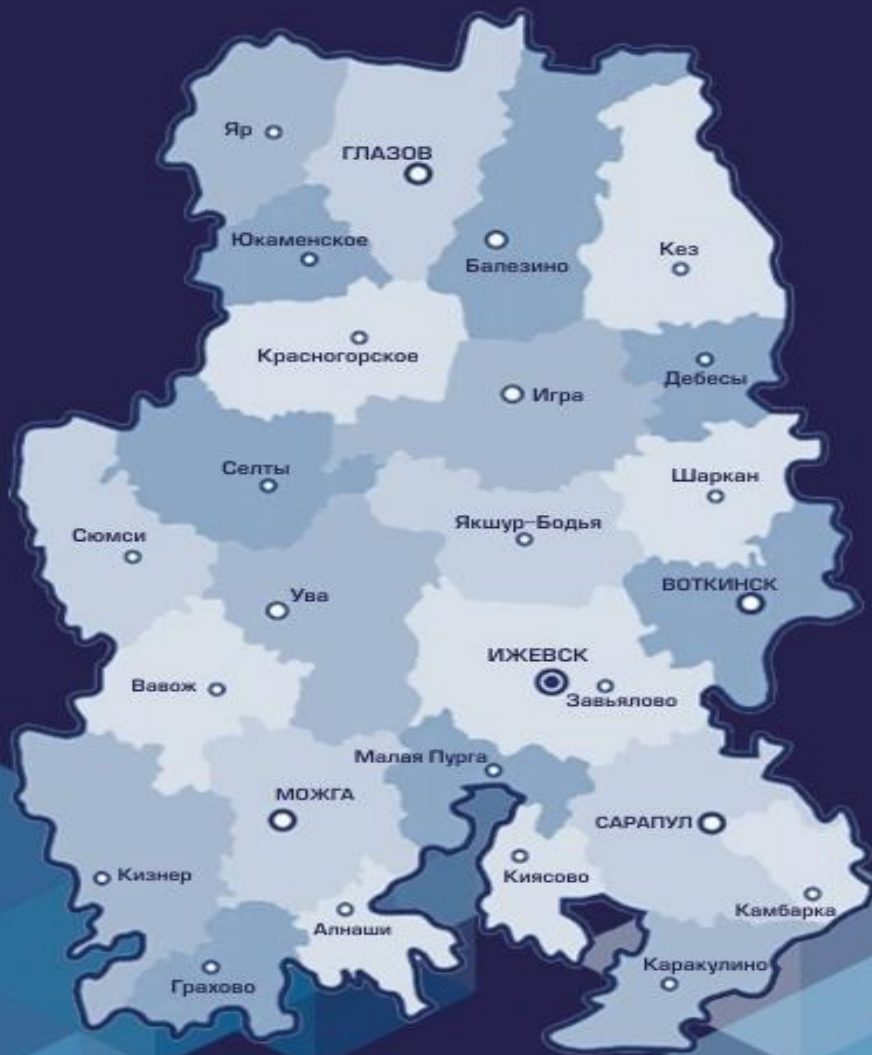 Яр
ГЛАЗОВ
Юкаменское
Балезино
Кез
Красногорское
Дебесы
Игра
Селты
Шаркан
Якшур-Бодья
Сюмси
Ува
ВОТКИНСК
ИЖЕВСК
Вавож
Завьялово
Малая Пурга
МОЖГА
САРАПУЛ
Кизнер
Киясово
Камбарка
Алнаши
Каракулино
Грахово